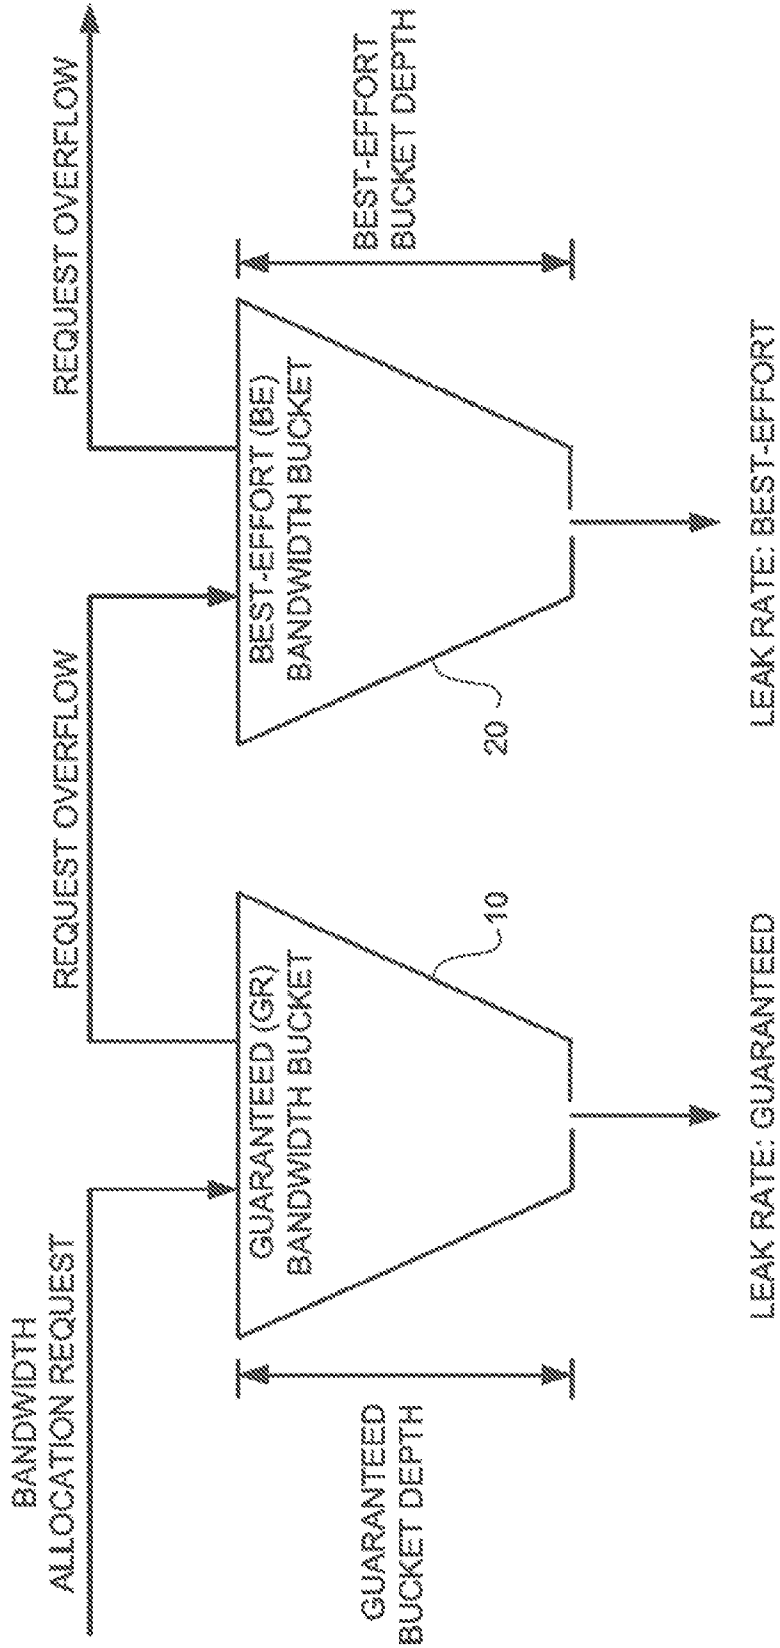 BANDWIDTH
ALLOCATION REQUEST
REQUEST OVERFLOW
REQUEST OVERFLOW
GUARANTEED (GR)
BANDWIDTH BUCKET
BEST-EFFORT (BE)
BANDWIDTH BUCKET
GUARANTEED
BUCKET DEPTH
10
20
BEST-EFFORT
BUCKET DEPTH
LEAK RATE: GUARANTEED
LEAK RATE: BEST-EFFORT